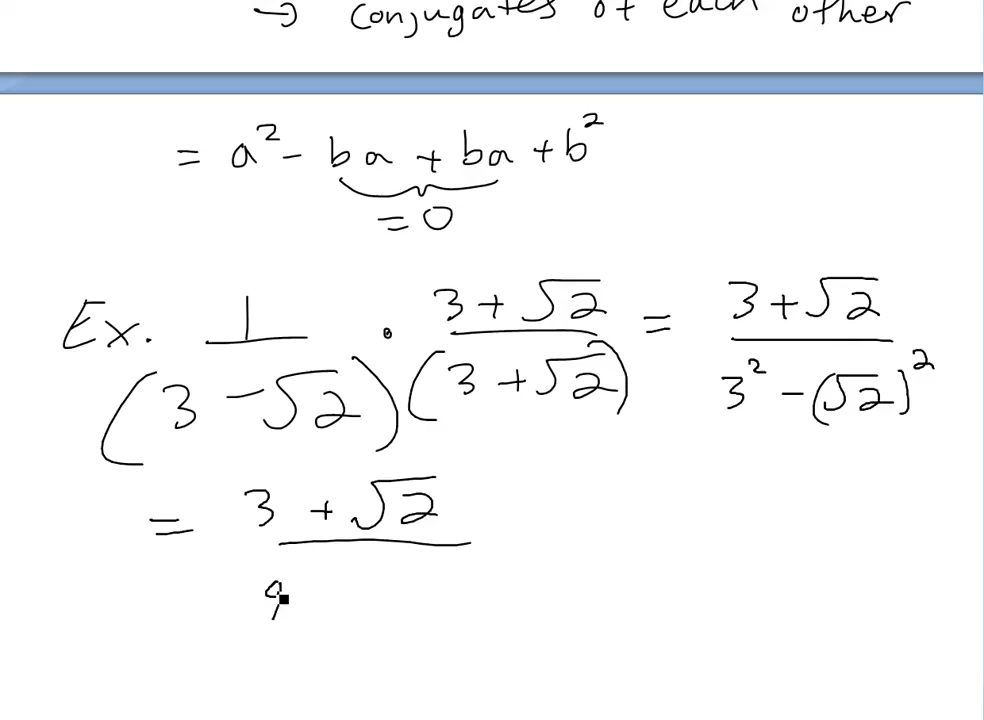 → conjugates of each other
= a² - ba + ba + b²
= 0
Ex. 1/(3 - √2) · (3 + √2)/(3 + √2) = (3 + √2)/(3² - (√2)²)
= 3 + √2
9